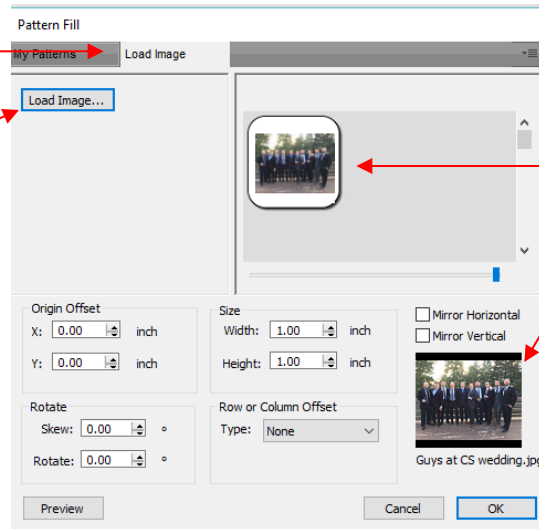 Pattern Fill
My Patterns Load Image
Load Image...
Origin Offset
X: 0.00 inch
Y: 0.00 inch
Size
Width: 1.00 inch
Height: 1.00 inch
Mirror Horizontal
Mirror Vertical
Rotate
Skew: 0.00 °
Rotate: 0.00 °
Row or Column Offset
Type: None
Guys at CS wedding.jpg
Preview Cancel OK